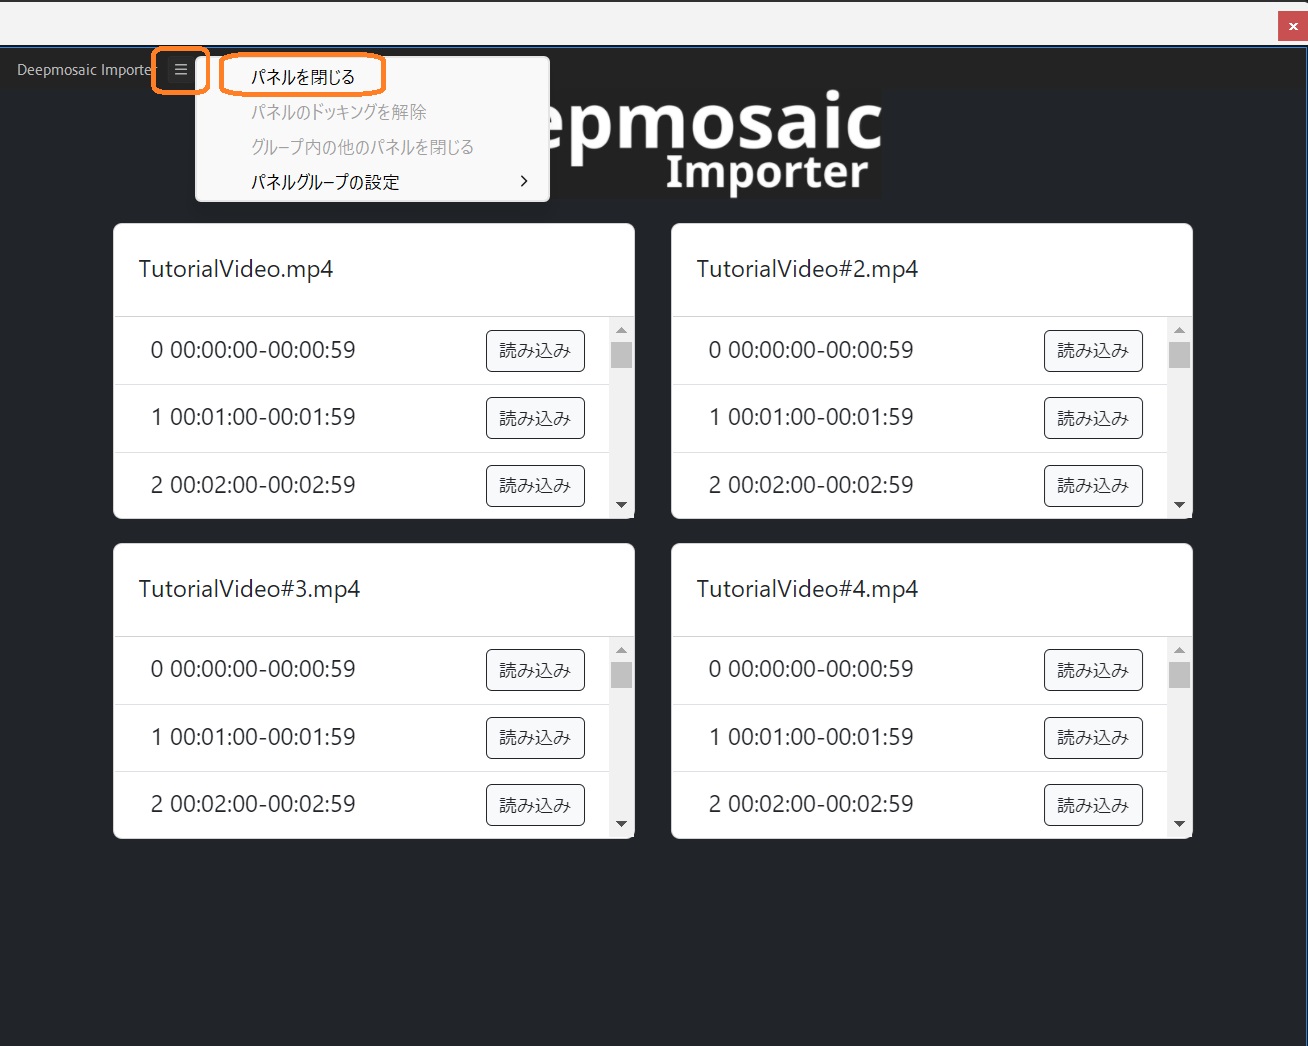 Deepmosaic Importer
パネルを閉じる
パネルのドッキングを解除
グループ内の他のパネルを閉じる
パネルグループの設定
epmosaic
Importer
TutorialVideo.mp4
0 00:00:00-00:00:59 読み込み
1 00:01:00-00:01:59 読み込み
2 00:02:00-00:02:59 読み込み
TutorialVideo#2.mp4
0 00:00:00-00:00:59 読み込み
1 00:01:00-00:01:59 読み込み
2 00:02:00-00:02:59 読み込み
TutorialVideo#3.mp4
0 00:00:00-00:00:59 読み込み
1 00:01:00-00:01:59 読み込み
2 00:02:00-00:02:59 読み込み
TutorialVideo#4.mp4
0 00:00:00-00:00:59 読み込み
1 00:01:00-00:01:59 読み込み
2 00:02:00-00:02:59 読み込み